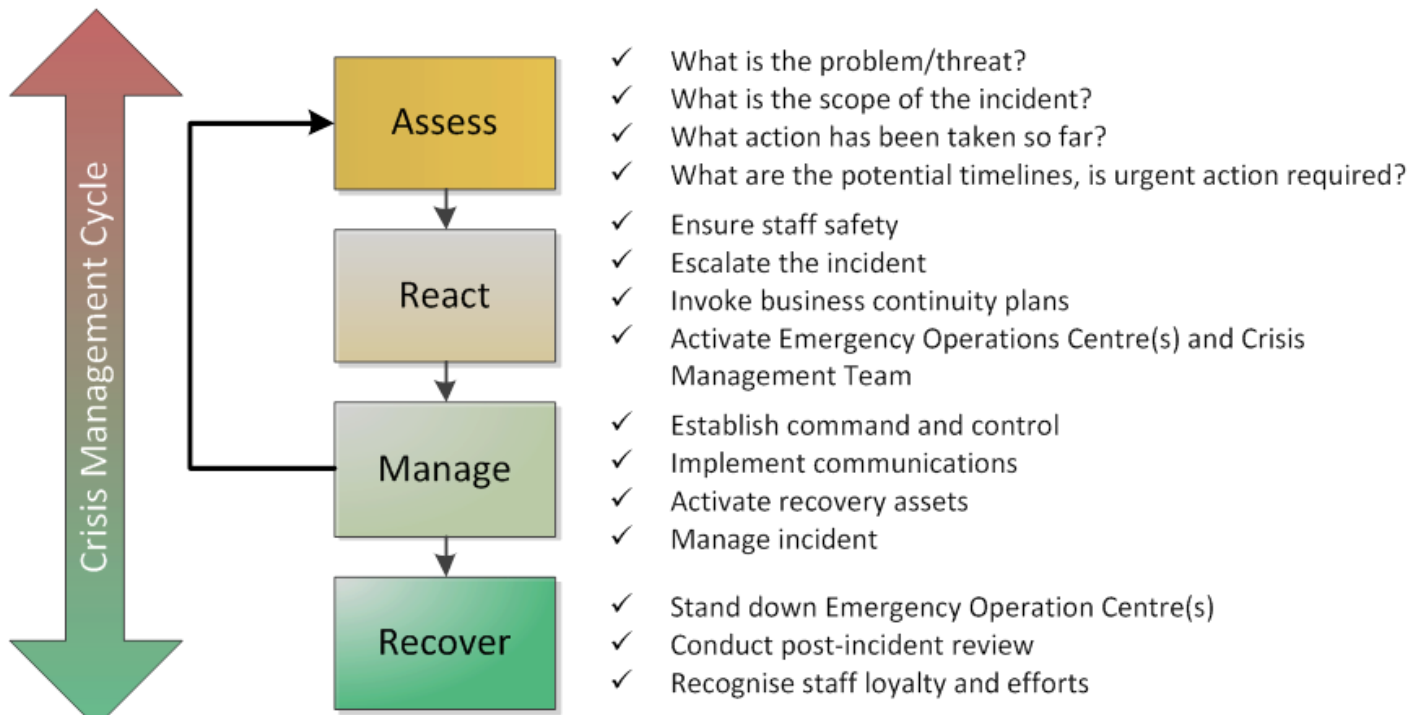 Crisis Management Cycle
Assess
✓ What is the problem/threat?
✓ What is the scope of the incident?
✓ What action has been taken so far?
✓ What are the potential timelines, is urgent action required?
React
✓ Ensure staff safety
✓ Escalate the incident
✓ Invoke business continuity plans
✓ Activate Emergency Operations Centre(s) and Crisis
Management Team
Manage
✓ Establish command and control
✓ Implement communications
✓ Activate recovery assets
✓ Manage incident
Recover
✓ Stand down Emergency Operation Centre(s)
✓ Conduct post-incident review
✓ Recognise staff loyalty and efforts